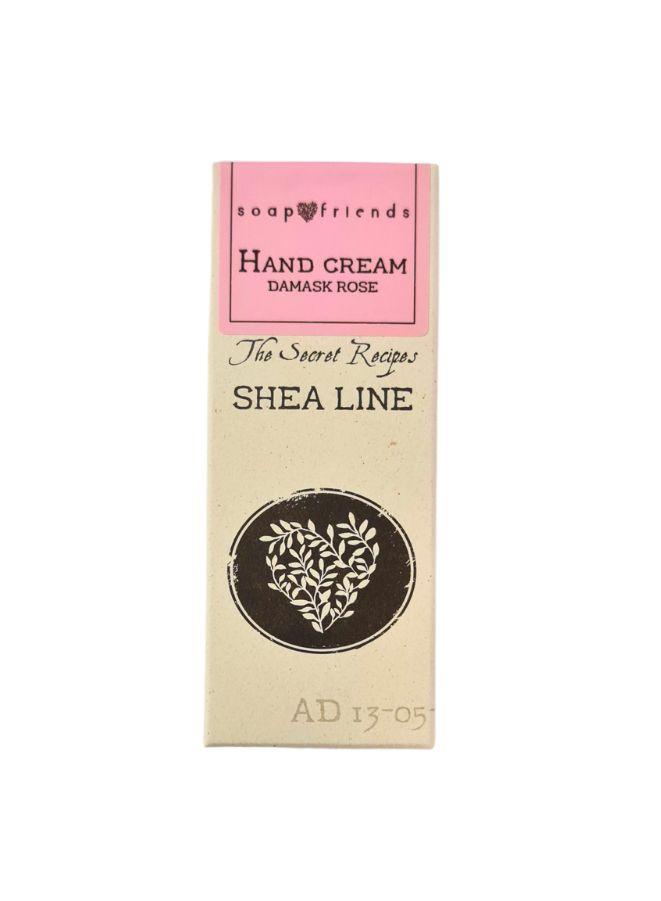 soap friends
HAND CREAM
DAMASK ROSE
The Secret Recipes
SHEA LINE
AD 13-05-